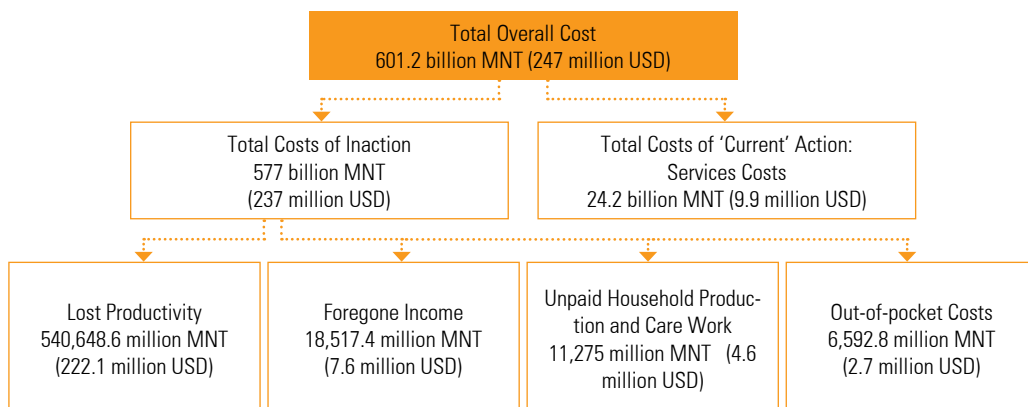 Total Overall Cost
601.2 billion MNT (247 million USD)
Total Costs of Inaction
577 billion MNT
(237 million USD)
Total Costs of ‘Current’ Action:
Services Costs
24.2 billion MNT (9.9 million USD)
Lost Productivity
540,648.6 million MNT
(222.1 million USD)
Foregone Income
18,517.4 million MNT
(7.6 million USD)
Unpaid Household Produc-
tion and Care Work
11,275 million MNT (4.6
million USD)
Out-of-pocket Costs
6,592.8 million MNT
(2.7 million USD)